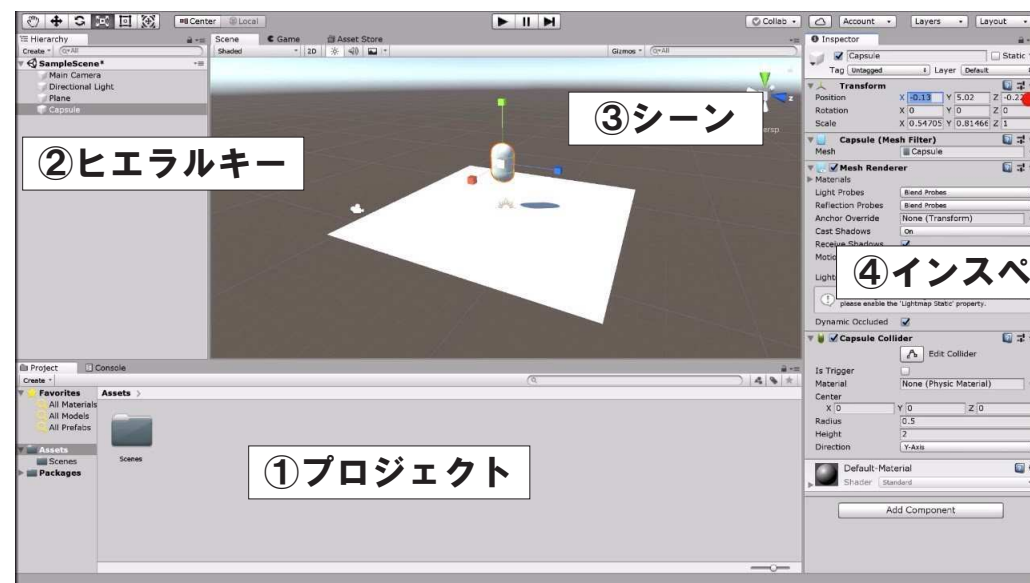 Center Local Collab Account Layers Layout
Hierarchy Scene Game Asset Store Inspector
Create All Shaded 2D Gizmos All Capsule Static
SampleScene*
Main Camera
Directional Light
Plane
Capsule
Tag Untagged Layer Default
Transform
Position X -0.13 Y 5.02 Z
Rotation X 0 Y 0 Z 0
Scale X 0.54705 Y 0.81466 Z 1
Capsule (Mesh Filter)
Mesh Capsule
Mesh Renderer
Materials
Light Probes Blend Probes
Reflection Probes Blend Probes
Anchor Override None (Transform)
Cast Shadows On
Receive Shadows
②ヒエラルキー
③シーン
④インスペ
please enable the 'Lightmap Static' property.
Dynamic Occluded
Capsule Collider
Edit Collider
Is Trigger
Material None (Physic Material)
Center
X 0 Y 0 Z 0
Radius 0.5
Height 2
Direction Y-Axis
Default-Material
Shader Standard
Add Component
Project Console
Create
Favorites
All Materials
All Models
All Prefabs
Assets
Scenes
Packages
Assets
Scenes
①プロジェクト